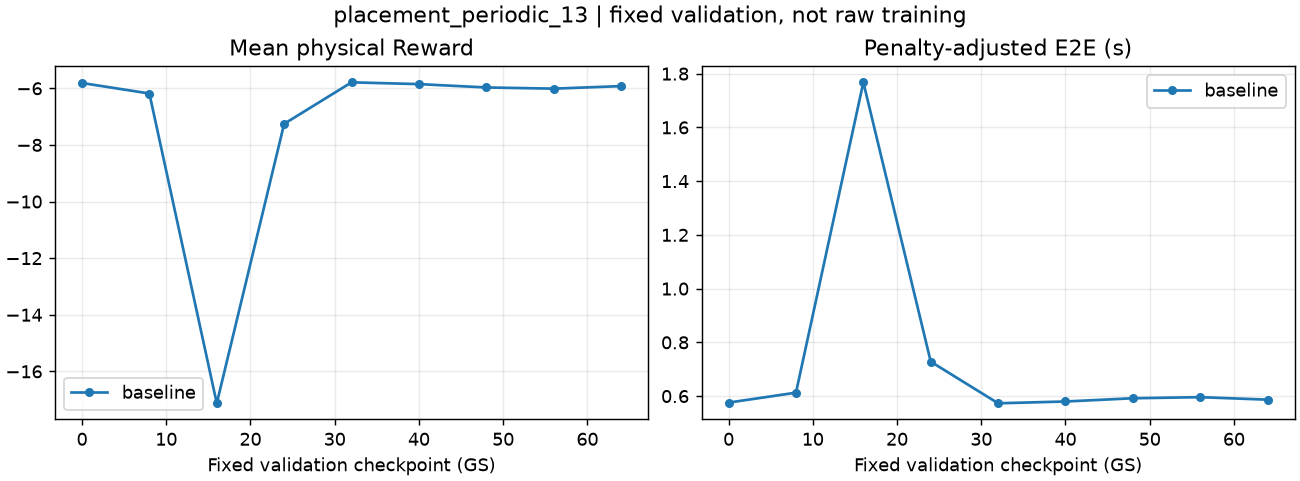 placement_periodic_13 | fixed validation, not raw training
Mean physical Reward
−6
−8
−10
−12
−14
−16
baseline
0 10 20 30 40 50 60
Fixed validation checkpoint (GS)
Penalty-adjusted E2E (s)
1.8
1.6
1.4
1.2
1.0
0.8
0.6
baseline
0 10 20 30 40 50 60
Fixed validation checkpoint (GS)